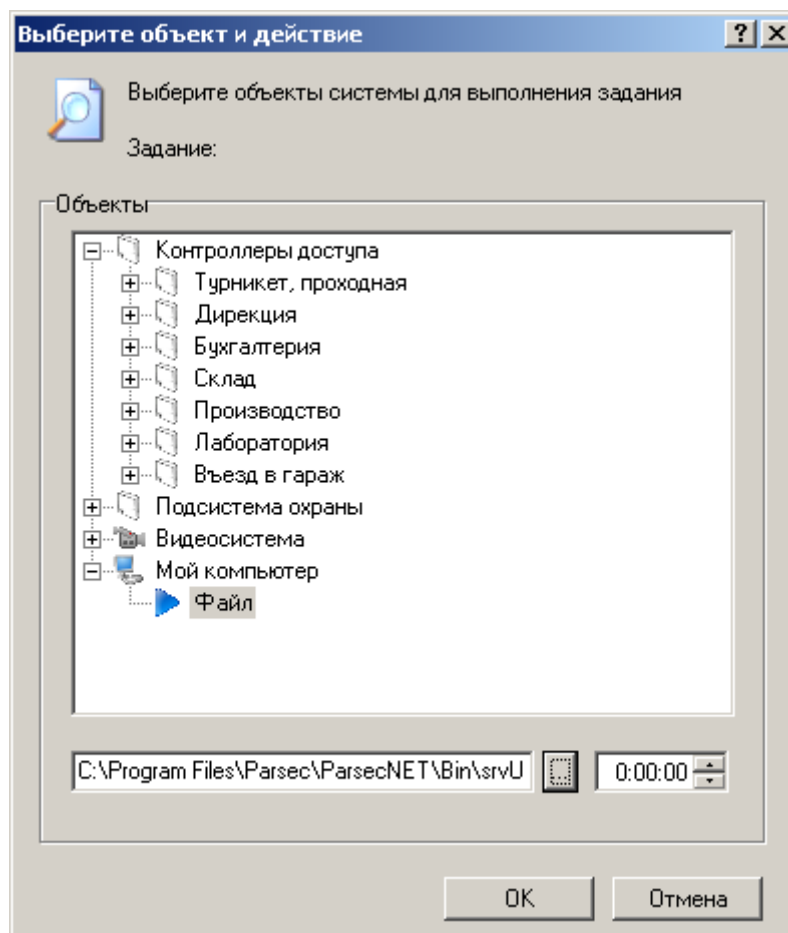 Выберите объект и действие
Выберите объекты системы для выполнения задания
Задание:
Объекты
Контроллеры доступа
Турникет, проходная
Дирекция
Бухгалтерия
Склад
Производство
Лаборатория
Въезд в гараж
Подсистема охраны
Видеосистема
Мой компьютер
Файл
C:\Program Files\Parsec\ParsecNET\Bin\srvU ... 0:00:00
OK Отмена